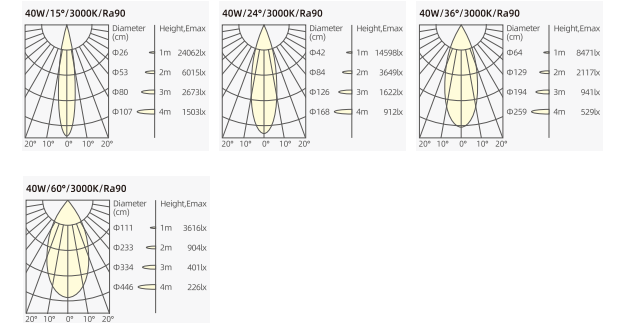 40W/15°/3000K/Ra90
Diameter Height,Emax
(cm)
Φ26 1m 24062lx
Φ53 2m 6015lx
Φ80 3m 2673lx
Φ107 4m 1503lx
20° 10° 0° 10° 20°
40W/24°/3000K/Ra90
Diameter Height,Emax
(cm)
Φ42 1m 14598lx
Φ84 2m 3649lx
Φ126 3m 1622lx
Φ168 4m 912lx
20° 10° 0° 10° 20°
40W/36°/3000K/Ra90
Diameter Height,Emax
(cm)
Φ64 1m 8471lx
Φ129 2m 2117lx
Φ194 3m 941lx
Φ259 4m 529lx
20° 10° 0° 10° 20°
40W/60°/3000K/Ra90
Diameter Height,Emax
(cm)
Φ111 1m 3616lx
Φ233 2m 904lx
Φ334 3m 401lx
Φ446 4m 226lx
20° 10° 0° 10° 20°